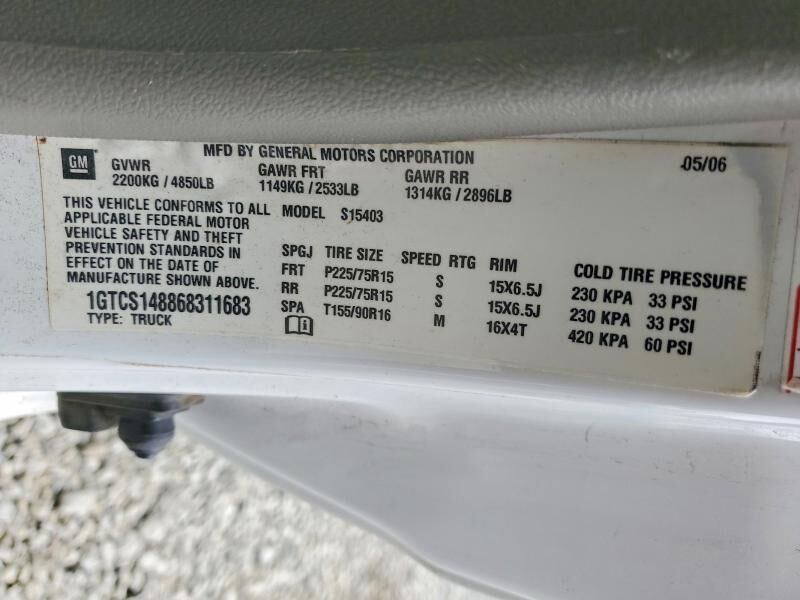 MFD BY GENERAL MOTORS CORPORATION 05/06
GM
GVWR GAWR FRT GAWR RR
2200KG / 4850LB 1149KG / 2533LB 1314KG / 2896LB
THIS VEHICLE CONFORMS TO ALL
APPLICABLE FEDERAL MOTOR
VEHICLE SAFETY AND THEFT
PREVENTION STANDARDS IN
EFFECT ON THE DATE OF
MANUFACTURE SHOWN ABOVE.
1GTCS148868311683
TYPE: TRUCK
MODEL S15403
SPGJ TIRE SIZE SPEED RTG RIM COLD TIRE PRESSURE
FRT P225/75R15 S 15X6.5J 230 KPA 33 PSI
RR P225/75R15 S 15X6.5J 230 KPA 33 PSI
SPA T155/90R16 M 16X4T 420 KPA 60 PSI